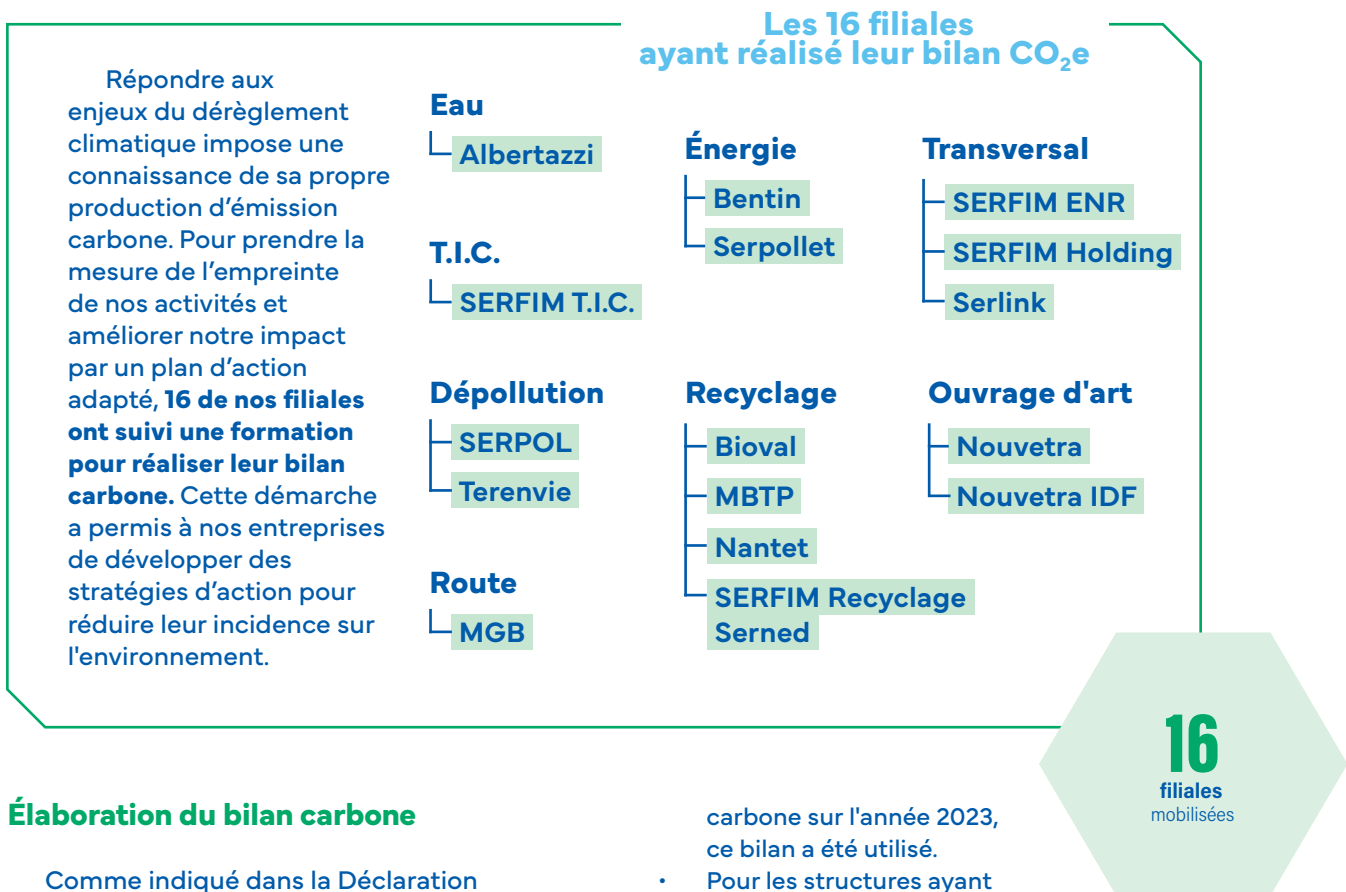 Les 16 filiales
ayant réalisé leur bilan CO₂e
Répondre aux
enjeux du dérèglement
climatique impose une
connaissance de sa propre
production d'émission
carbone. Pour prendre la
mesure de l'empreinte
de nos activités et
améliorer notre impact
par un plan d'action
adapté, 16 de nos filiales
ont suivi une formation
pour réaliser leur bilan
carbone. Cette démarche
a permis à nos entreprises
de développer des
stratégies d'action pour
réduire leur incidence sur
l'environnement.
Eau
Albertazzi
T.I.C.
SERFIM T.I.C.
Énergie
Bentin
Serpollet
Transversal
SERFIM ENR
SERFIM Holding
Serlink
Dépollution
SERPOL
Terenvie
Route
MGB
Recyclage
Bioval
MBTP
Nantet
SERFIM Recyclage
Serned
Ouvrage d'art
Nouvetra
Nouvetra IDF
16
filiales
mobilisées
Élaboration du bilan carbone
Comme indiqué dans la Déclaration
carbone sur l'année 2023,
ce bilan a été utilisé.
• Pour les structures ayant